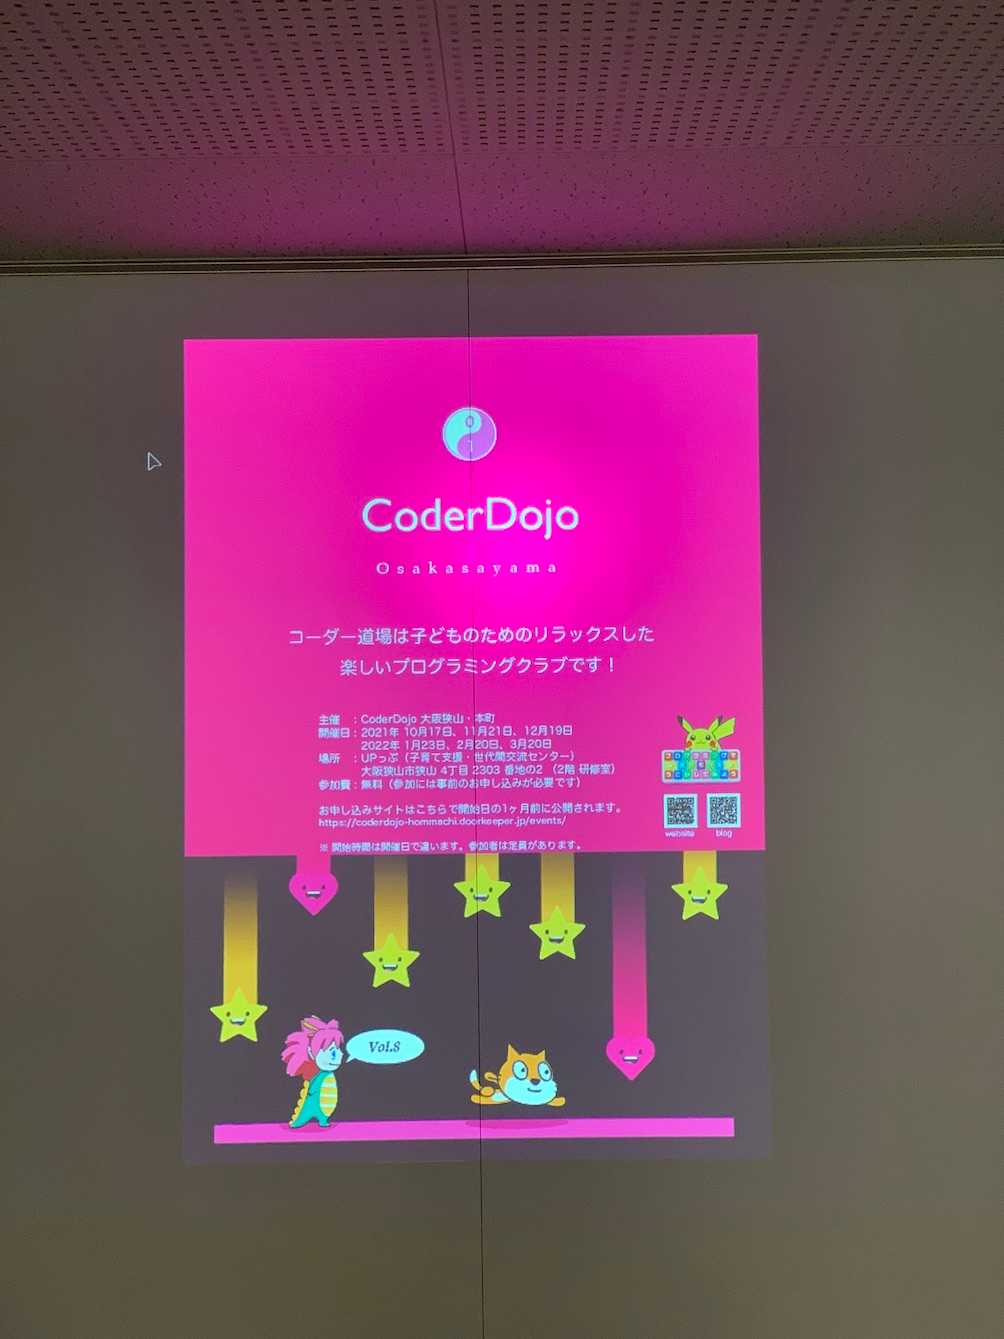 0
1
CoderDojo
Osakasayama
コーダー道場は子どものためのリラックスした
楽しいプログラミングクラブです！
主催　：CoderDojo 大阪狭山・本町
開催日：2021年 10月17日、11月21日、12月19日
2022年 1月23日、2月20日、3月20日
場所　：UPっぷ（子育て支援・世代間交流センター）
大阪狭山市狭山 4丁目 2303 番地の2 （2階 研修室）
参加費：無料（参加には事前のお申し込みが必要です）
お申し込みサイトはこちらで開始日の1ヶ月前に公開されます。
https://coderdojo-hommachi.doorkeeper.jp/events/
※ 開始時間は開催日で違います。参加者は定員があります。
website
blog
Vol.8